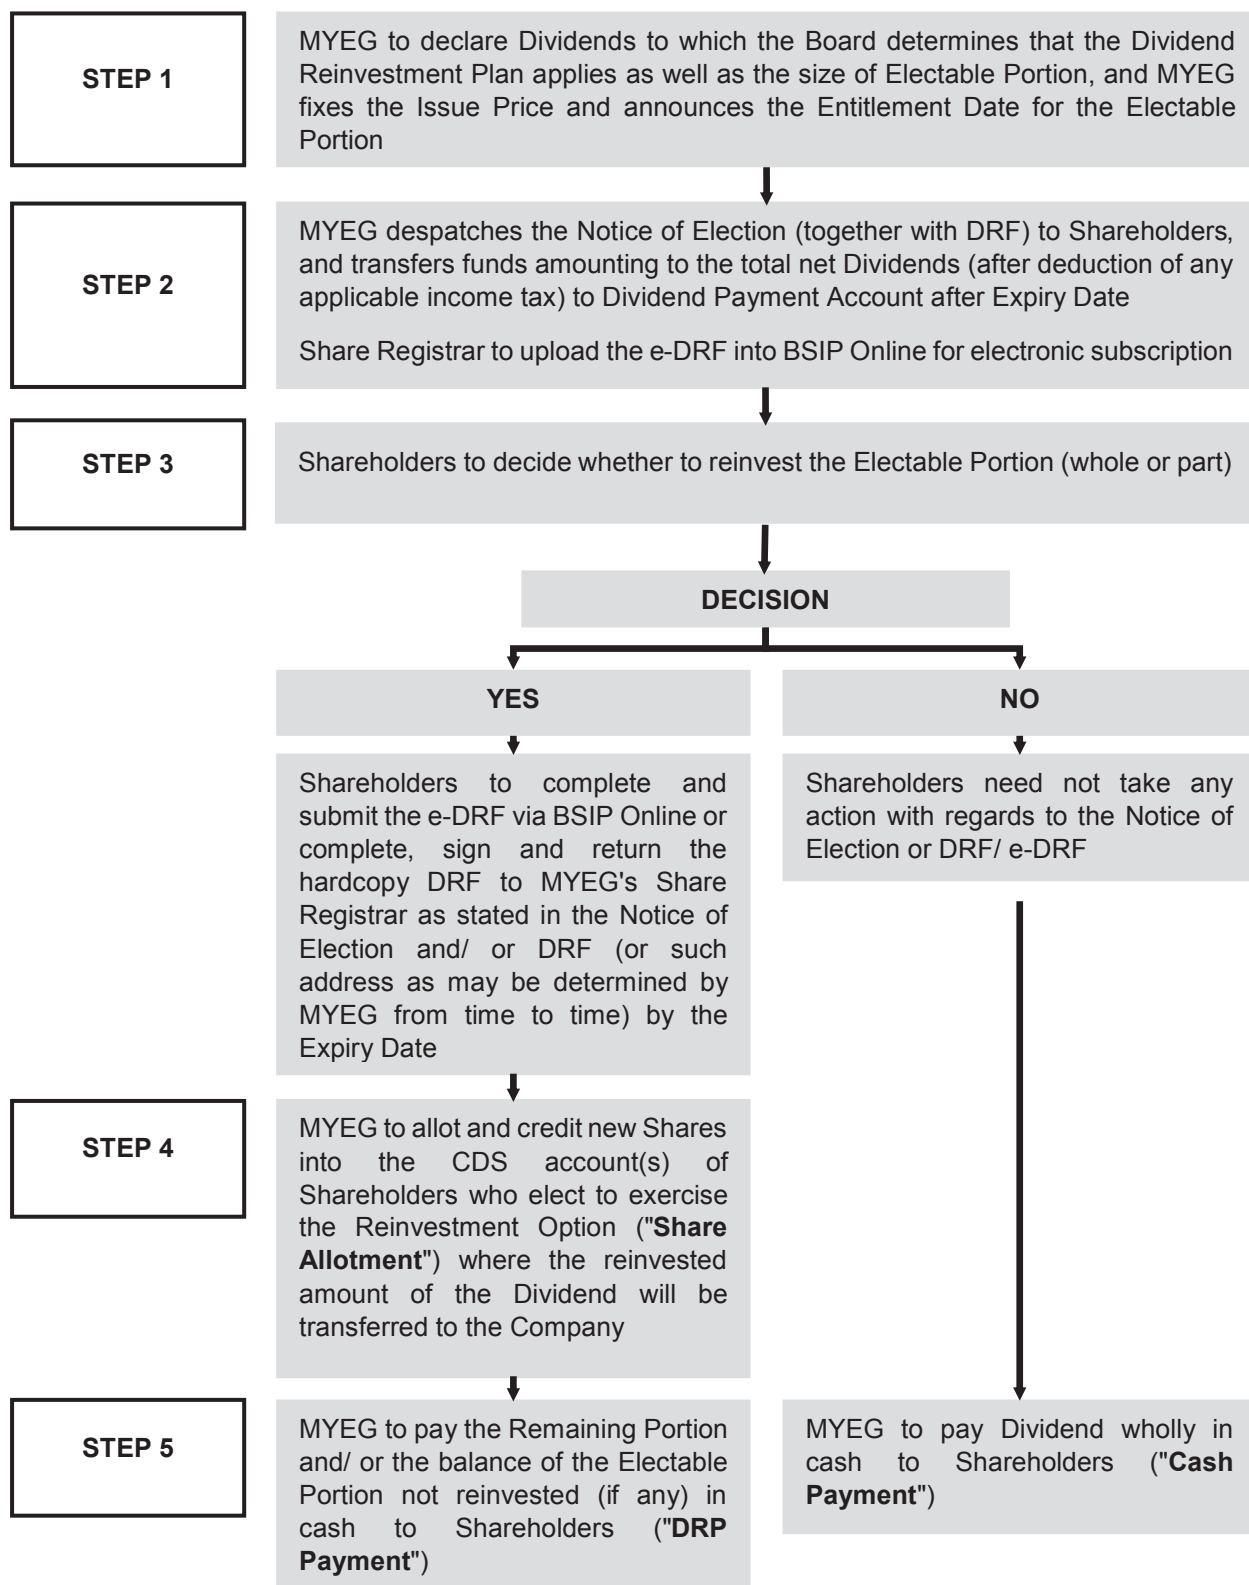 STEP 1
MYEG to declare Dividends to which the Board determines that the Dividend
Reinvestment Plan applies as well as the size of Electable Portion, and MYEG
fixes the Issue Price and announces the Entitlement Date for the Electable
Portion
STEP 2
MYEG despatches the Notice of Election (together with DRF) to Shareholders,
and transfers funds amounting to the total net Dividends (after deduction of any
applicable income tax) to Dividend Payment Account after Expiry Date
Share Registrar to upload the e-DRF into BSIP Online for electronic subscription
STEP 3
Shareholders to decide whether to reinvest the Electable Portion (whole or part)
DECISION
YES
Shareholders to complete and
submit the e-DRF via BSIP Online or
complete, sign and return the
hardcopy DRF to MYEG's Share
Registrar as stated in the Notice of
Election and/ or DRF (or such
address as may be determined by
MYEG from time to time) by the
Expiry Date
NO
Shareholders need not take any
action with regards to the Notice of
Election or DRF/ e-DRF
STEP 4
MYEG to allot and credit new Shares
into the CDS account(s) of
Shareholders who elect to exercise
the Reinvestment Option ("Share
Allotment") where the reinvested
amount of the Dividend will be
transferred to the Company
STEP 5
MYEG to pay the Remaining Portion
and/ or the balance of the Electable
Portion not reinvested (if any) in
cash to Shareholders ("DRP
Payment")
MYEG to pay Dividend wholly in
cash to Shareholders ("Cash
Payment")